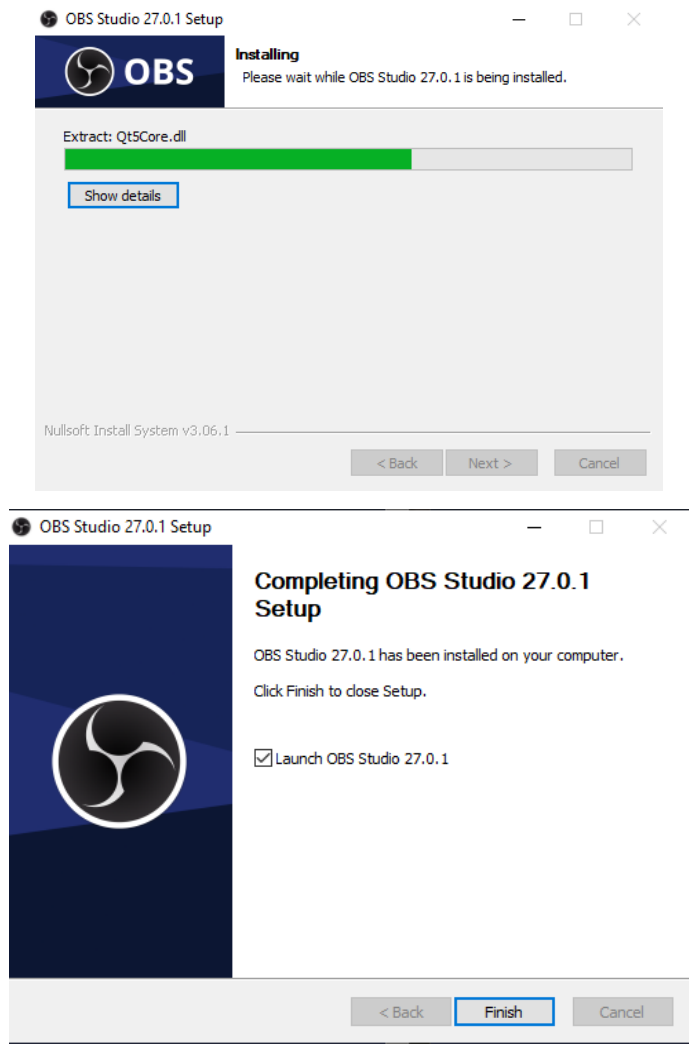 OBS Studio 27.0.1 Setup
OBS
Installing
Please wait while OBS Studio 27.0.1 is being installed.
Extract: Qt5Core.dll
Show details
Nullsoft Install System v3.06.1
< Back Next > Cancel
OBS Studio 27.0.1 Setup
Completing OBS Studio 27.0.1
Setup
OBS Studio 27.0.1 has been installed on your computer.
Click Finish to close Setup.
Launch OBS Studio 27.0.1
< Back Finish Cancel